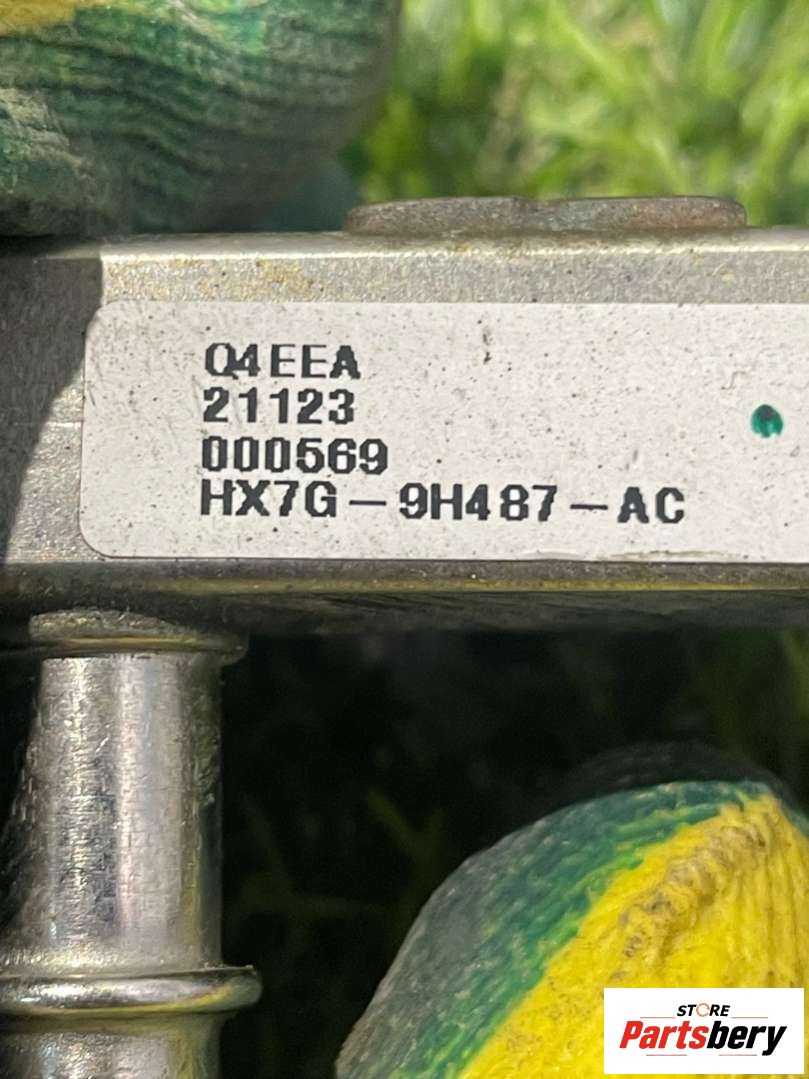 Q4EEA
21123
000569
HX7G-9H487-AC
STORE
Partsbery